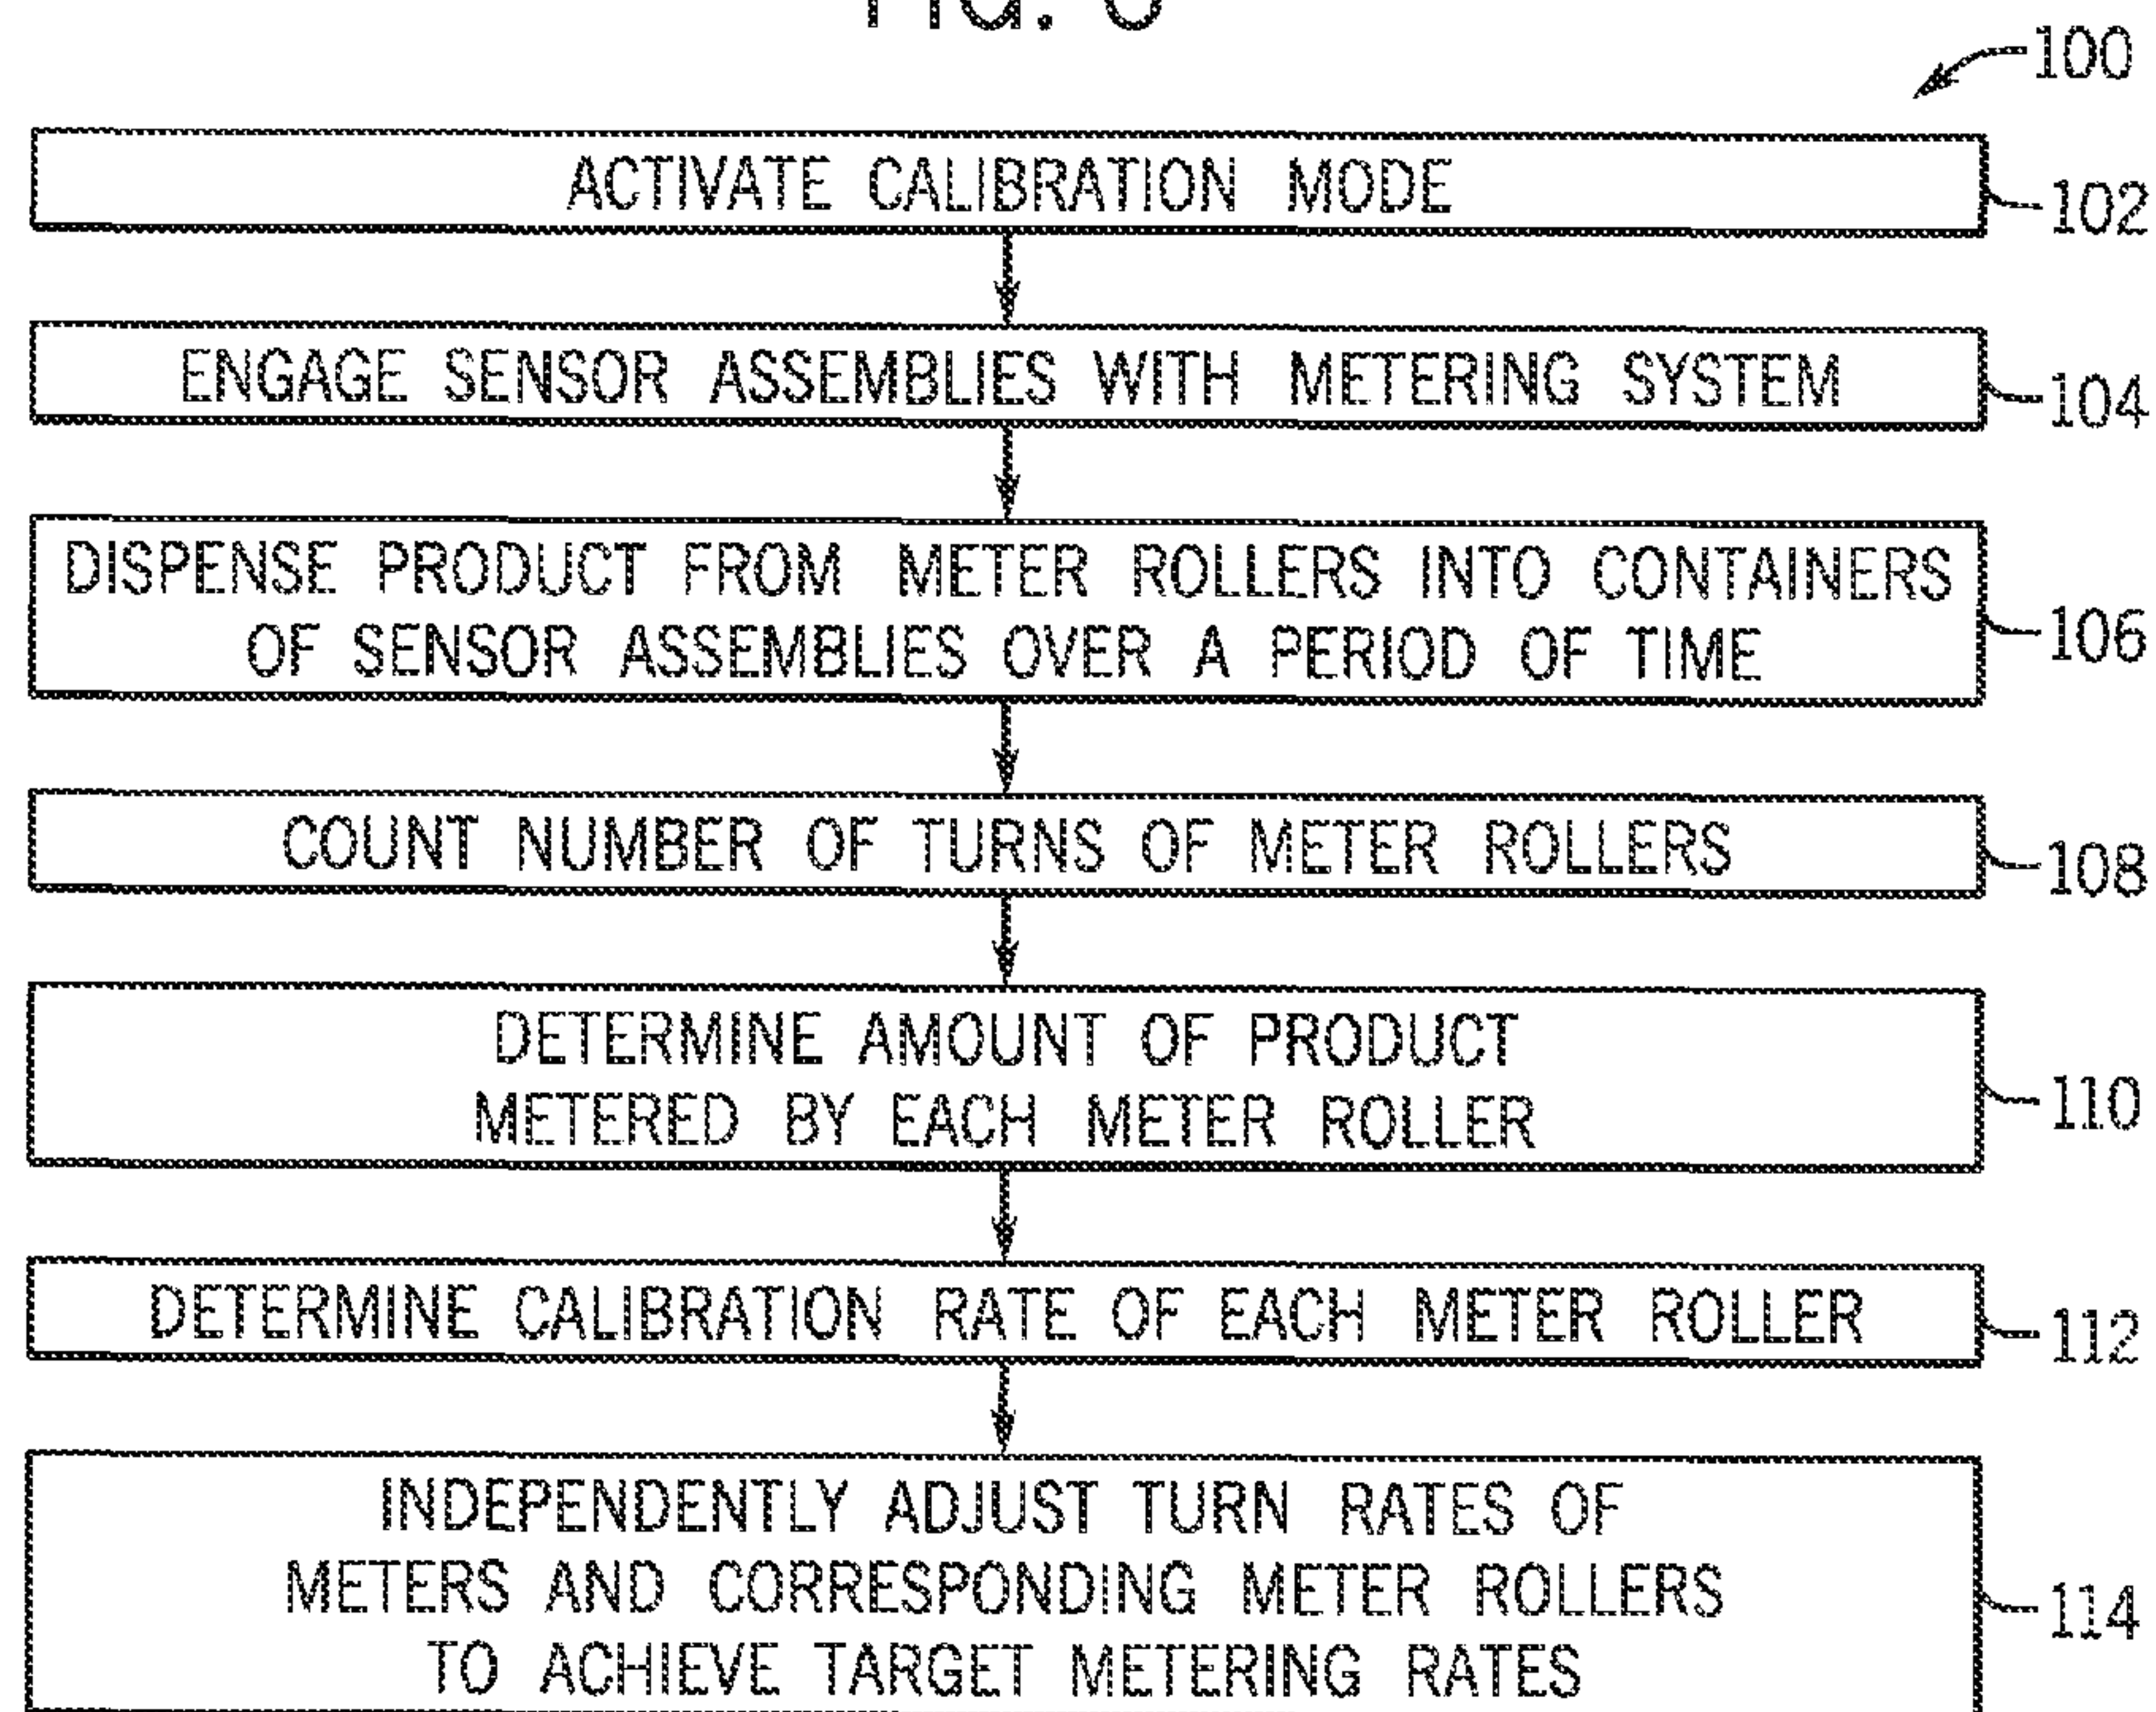 100
ACTIVATE CALIBRATION MODE
102
ENGAGE SENSOR ASSEMBLIES WITH METERING SYSTEM
104
DISPENSE PRODUCT FROM METER ROLLERS INTO CONTAINERS
OF SENSOR ASSEMBLIES OVER A PERIOD OF TIME
106
COUNT NUMBER OF TURNS OF METER ROLLERS
108
DETERMINE AMOUNT OF PRODUCT
METERED BY EACH METER ROLLER
110
DETERMINE CALIBRATION RATE OF EACH METER ROLLER
112
INDEPENDENTLY ADJUST TURN RATES OF
METERS AND CORRESPONDING METER ROLLERS
TO ACHIEVE TARGET METERING RATES
114